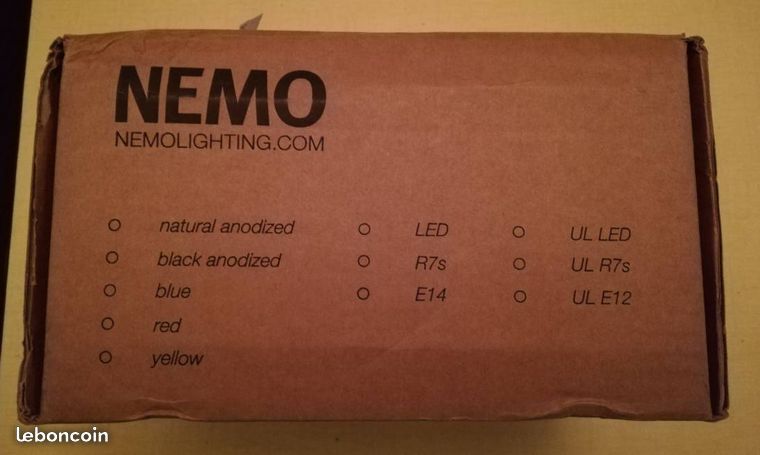 NEMO
NEMOLIGHTING.COM
natural anodized
black anodized
blue
red
yellow
LED
R7s
E14
UL LED
UL R7s
UL E12
leboncoin